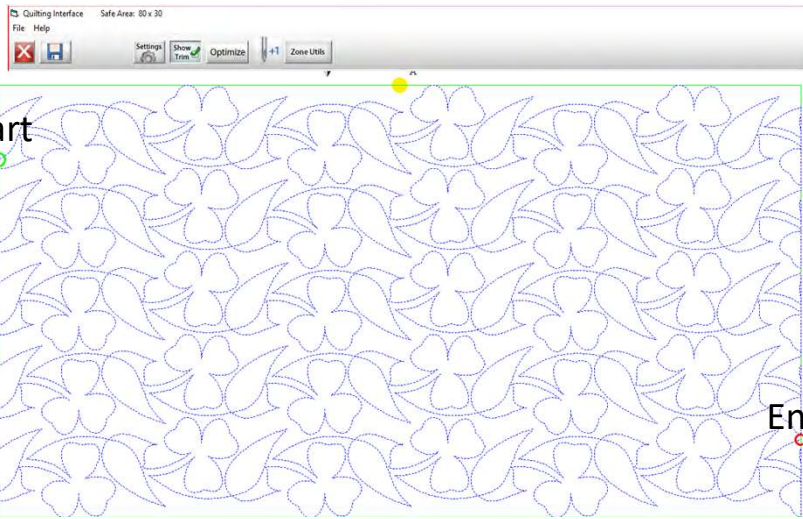 Quilting Interface Safe Area: 80 x 30
File Help
Settings
Show
Trim
Optimize
+1
Zone Utils
art
En